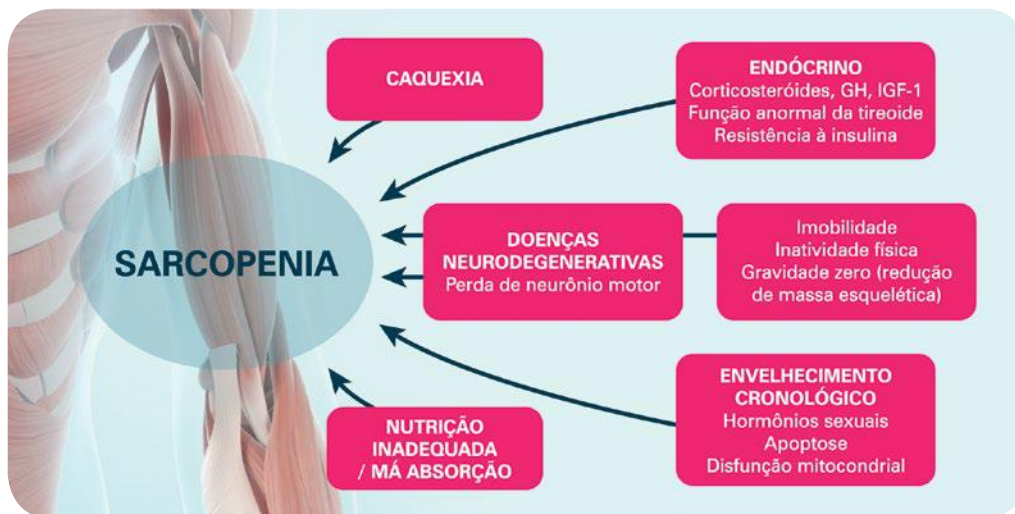 SARCOPENIA
CAQUEXIA
ENDÓCRINO
Corticosteróides, GH, IGF-1
Função anormal da tireoide
Resistência à insulina
DOENÇAS
NEURODEGENERATIVAS
Perda de neurônio motor
Imobilidade
Inatividade física
Gravidade zero (redução
de massa esquelética)
ENVELHECIMENTO
CRONOLÓGICO
Hormônios sexuais
Apoptose
Disfunção mitocondrial
NUTRIÇÃO
INADEQUADA
/ MÁ ABSORÇÃO